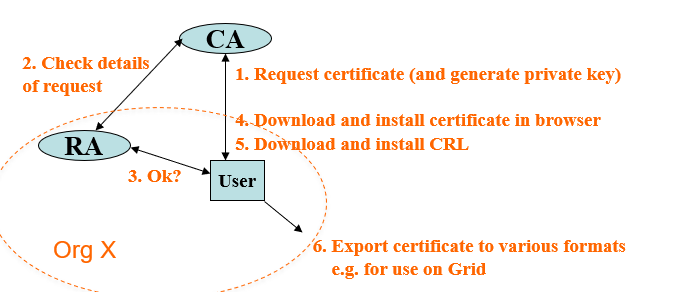 CA
2. Check details
of request
1. Request certificate (and generate private key)
4. Download and install certificate in browser
5. Download and install CRL
RA
3. Ok?
User
Org X
6. Export certificate to various formats
e.g. for use on Grid